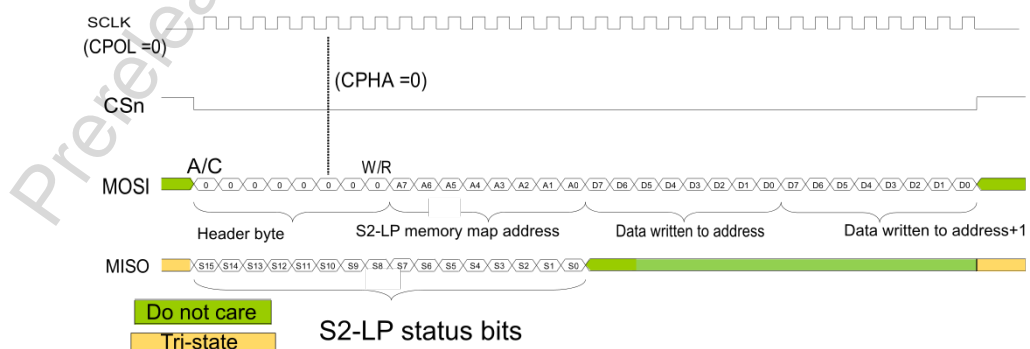 SCLK
(CPOL =0)
Prerelea
(CPHA =0)
CSn
A/C
W/R
MOSI
0 0 0 0 0 0 0 0 A7 A6 A5 A4 A3 A2 A1 A0 D7 D6 D5 D4 D3 D2 D1 D0 D7 D6 D5 D4 D3 D2 D1 D0
Header byte
S2-LP memory map address
Data written to address
Data written to address+1
MISO
S15 S14 S13 S12 S11 S10 S9 S8 S7 S6 S5 S4 S3 S2 S1 S0
Do not care
Tri-state
S2-LP status bits